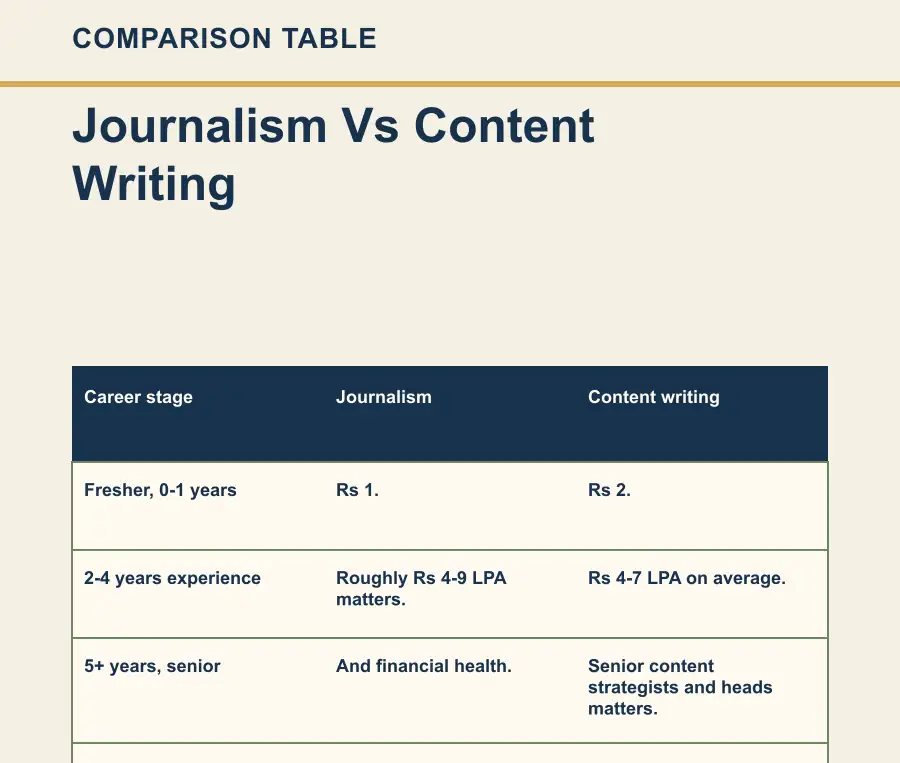 COMPARISON TABLE
Journalism Vs Content
Writing
Career stage
Journalism
Content writing
Fresher, 0-1 years
Rs 1.
Rs 2.
2-4 years experience
Roughly Rs 4-9 LPA
matters.
Rs 4-7 LPA on average.
5+ years, senior
And financial health.
Senior content
strategists and heads
matters.